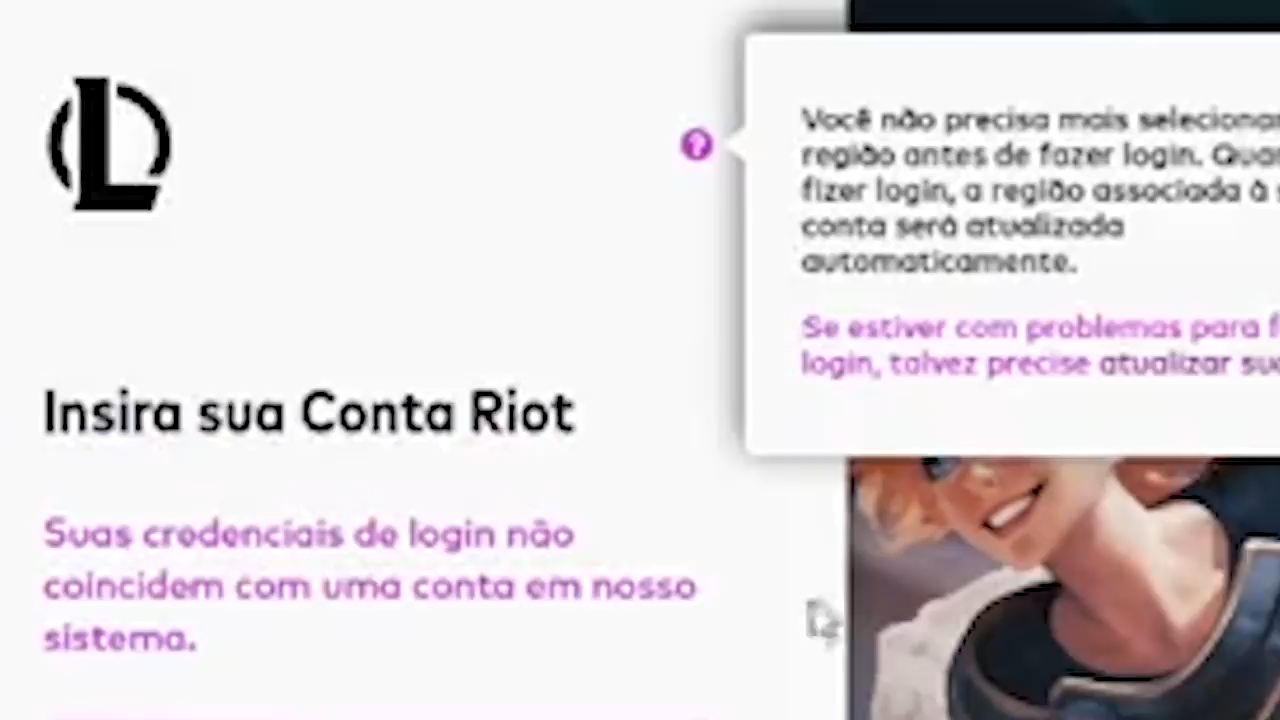 L
?
Você não precisa mais selecionar
região antes de fazer login.
fizer login, a região associada à
conta será atualizada
automaticamente.
Se estiver com problemas para
login, talvez precise atualizar
Insira sua Conta Riot
Suas credenciais de login não
coincidem com uma conta em nosso
sistema.